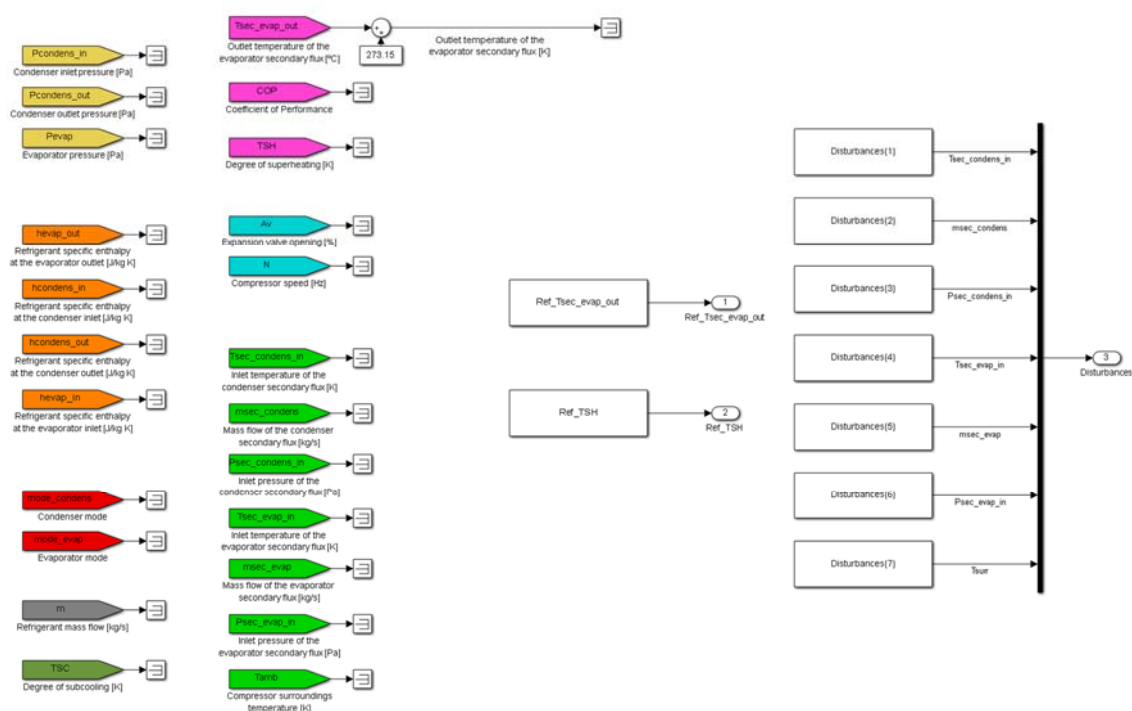 Pcondens_in
Condenser inlet pressure [Pa]
Pcondens_out
Condenser outlet pressure [Pa]
Pevap
Evaporator pressure [Pa]
hevap_out
Refrigerant specific enthalpy
at the evaporator outlet [J/kg K]
hcondens_in
Refrigerant specific enthalpy
at the condenser inlet [J/kg K]
hcondens_out
Refrigerant specific enthalpy
at the condenser outlet [J/kg K]
hevap_in
Refrigerant specific enthalpy
at the evaporator inlet [J/kg K]
mode_condens
Condenser mode
mode_evap
Evaporator mode
m
Refrigerant mass flow [kg/s]
TSC
Degree of subcooling [K]
Tsec_evap_out
Outlet temperature of the
evaporator secondary flux [ºC]
273.15
Outlet temperature of the
evaporator secondary flux [K]
COP
Coefficient of Performance
TSH
Degree of superheating [K]
Av
Expansion valve opening [%]
N
Compressor speed [Hz]
Tsec_condens_in
Inlet temperature of the
condenser secondary flux [K]
msec_condens
Mass flow of the condenser
secondary flux [kg/s]
Psec_condens_in
Inlet pressure of the
condenser secondary flux [Pa]
Tsec_evap_in
Inlet temperature of the
evaporator secondary flux [K]
msec_evap
Mass flow of the evaporator
secondary flux [kg/s]
Psec_evap_in
Inlet pressure of the
evaporator secondary flux [Pa]
Tamb
Compressor surroundings
temperature [K]
Ref_Tsec_evap_out
1
Ref_Tsec_evap_out
Ref_TSH
2
Ref_TSH
Disturbances(1)
Tsec_condens_in
Disturbances(2)
msec_condens
Disturbances(3)
Psec_condens_in
Disturbances(4)
Tsec_evap_in
Disturbances(5)
msec_evap
Disturbances(6)
Psec_evap_in
Disturbances(7)
Tsurr
3
Disturbances